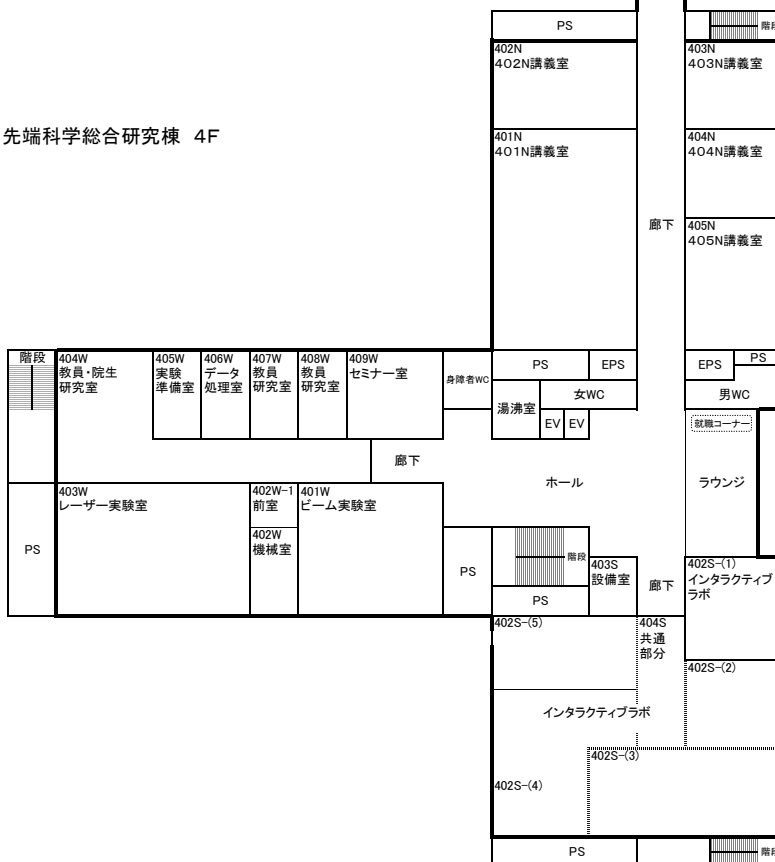 PS
階段
402N
402N講義室
403N
403N講義室
先端科学総合研究棟 4F
401N
401N講義室
404N
404N講義室
廊下
405N
405N講義室
階段
404W
教員・院生
研究室
405W
実験
準備室
406W
データ
処理室
407W
教員
研究室
408W
教員
研究室
409W
セミナー室
身障者WC
PS
EPS
EPS
PS
湯沸室
女WC
男WC
EV
EV
就職コーナー
廊下
ホール
ラウンジ
403W
レーザー実験室
402W-1
前室
401W
ビーム実験室
402W
機械室
PS
PS
階段
PS
403S
設備室
廊下
402S-(1)
インタラクティブ
ラボ
402S-(5)
404S
共通
部分
402S-(2)
インタラクティブラボ
402S-(3)
402S-(4)
PS